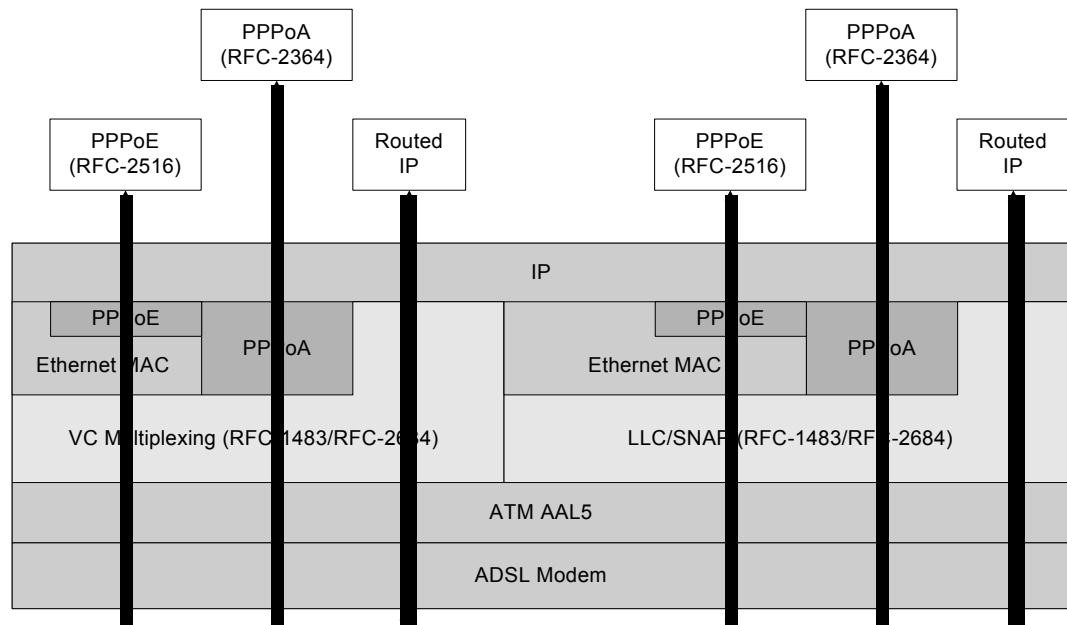 PPPoA
(RFC-2364)
PPPoA
(RFC-2364)
PPPoE
(RFC-2516)
Routed
IP
PPPoE
(RFC-2516)
Routed
IP
IP
PPPoE
PPPoE
Ethernet MAC
PPPoA
Ethernet MAC
PPPoA
VC Multiplexing (RFC-1483/RFC-2684)
LLC/SNAP (RFC-1483/RFC-2684)
ATM AAL5
ADSL Modem